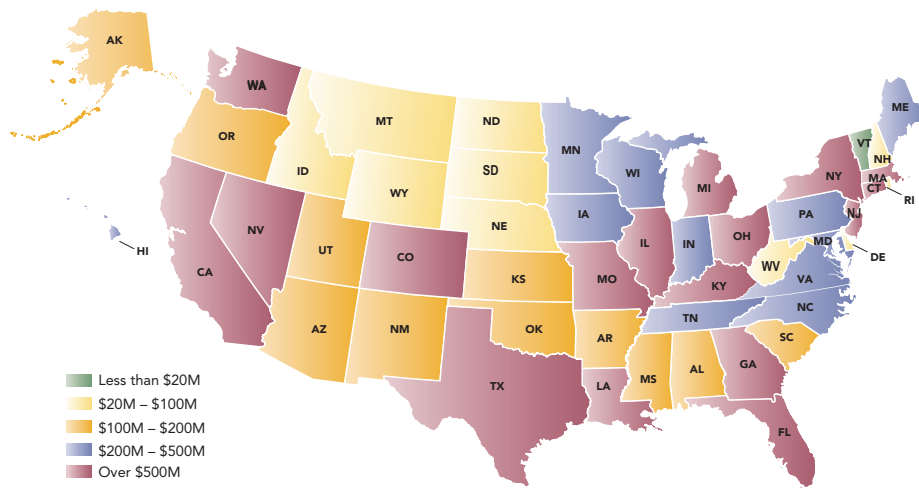 AK
WA
ME
MT
ND
VT
OR
MN
NH
ID
SD
WI
NY
MA
WY
MI
CT
RI
IA
PA
NE
NJ
NV
OH
IL
IN
MD
HI
UT
CO
DE
WV
CA
KS
MO
VA
KY
NC
TN
AZ
NM
OK
AR
SC
GA
MS
AL
TX
LA
FL
Less than $20M
$20M – $100M
$100M – $200M
$200M – $500M
Over $500M